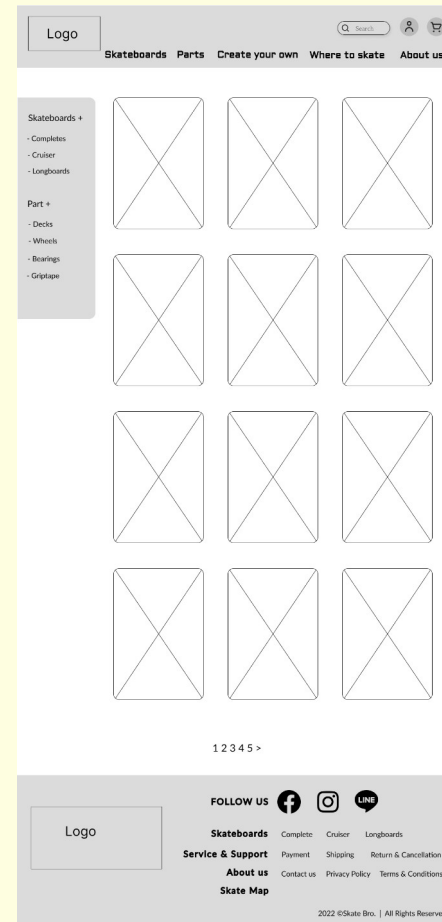 Logo
Search
Skateboards Parts Create your own Where to skate About us
Skateboards +
- Completes
- Cruiser
- Longboards
Part +
- Decks
- Wheels
- Bearings
- Griptape
1 2 3 4 5 >
FOLLOW US LINE
Logo
Skateboards Complete Cruiser Longboards
Service & Support Payment Shipping Return & Cancellation
About us Contact us Privacy Policy Terms & Conditions
Skate Map
2022 ©Skate Bro. | All Rights Reserve